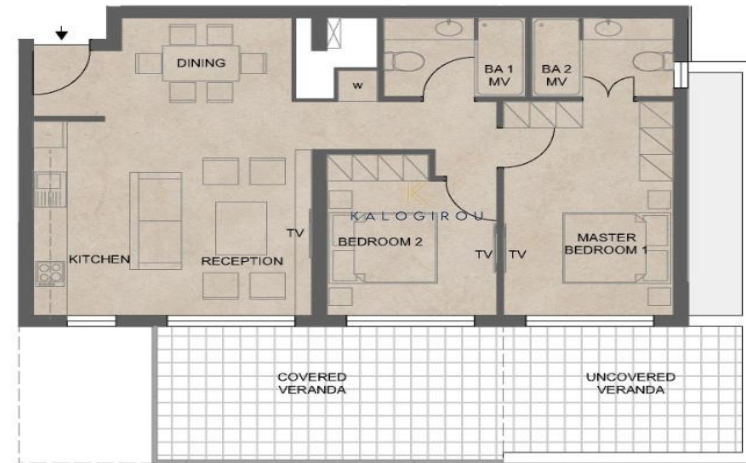 DINING
BA 1
MV
BA 2
MV
W
K
KALOGIROU
TV
BEDROOM 2
TV
TV
MASTER
BEDROOM 1
KITCHEN
RECEPTION
COVERED
VERANDA
UNCOVERED
VERANDA